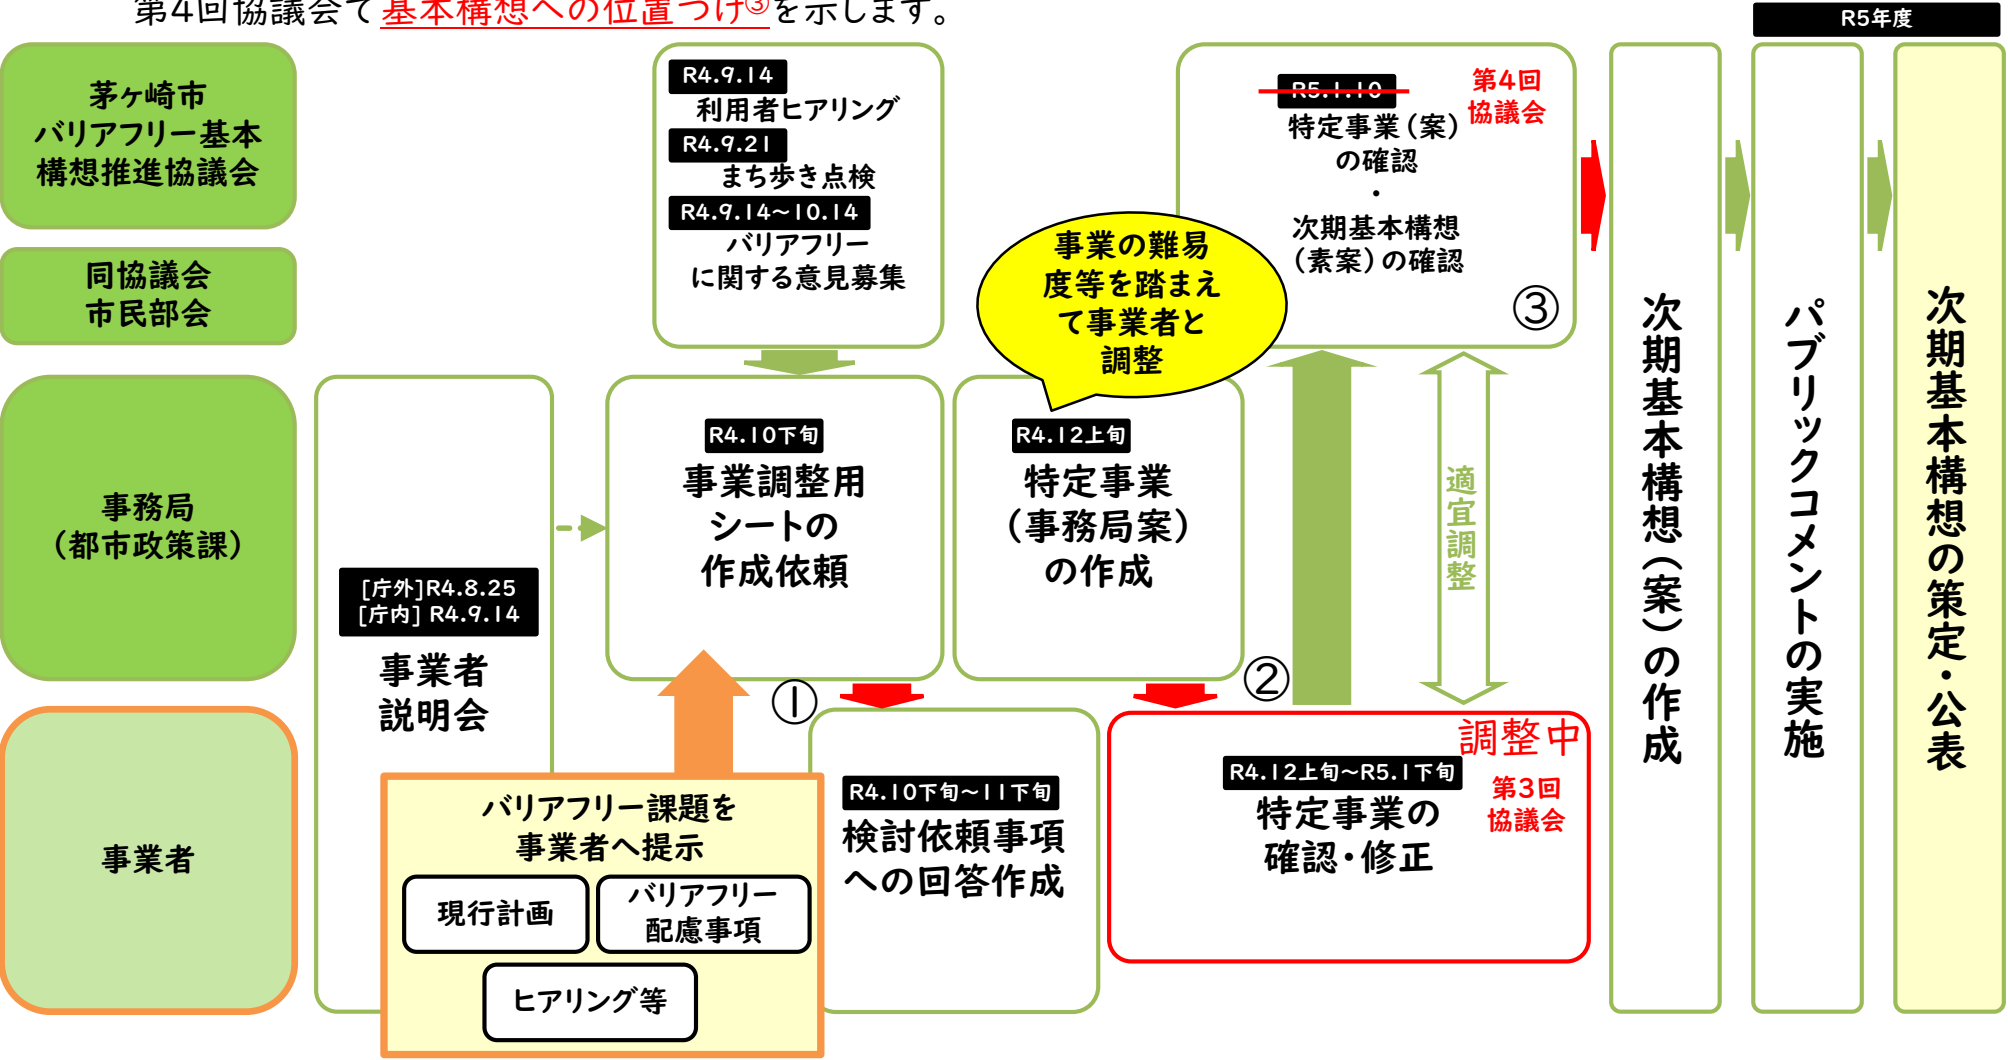 第4回協議会で基本構想への位置づけ③を示します。
R5年度
茅ヶ崎市
バリアフリー基本
構想推進協議会
同協議会
市民部会
事務局
（都市政策課）
事業者
[庁外]R4.8.25
[庁内] R4.9.14
事業者
説明会
R4.9.14
利用者ヒアリング
R4.9.21
まち歩き点検
R4.9.14～10.14
バリアフリー
に関する意見募集
R4.10下旬
事業調整用
シートの
作成依頼
①
バリアフリー課題を
事業者へ提示
現行計画
バリアフリー
配慮事項
ヒアリング等
R4.10下旬～11下旬
検討依頼事項
への回答作成
事業の難易
度等を踏まえ
て事業者と
調整
R4.12上旬
特定事業
（事務局案）
の作成
②
調整中
R4.12上旬～R5.1下旬
第3回
協議会
特定事業の
確認・修正
適宜調整
R5.1.10
第4回
協議会
特定事業（案）
の確認
・
次期基本構想
（素案）の確認
③
次期基本構想（案）の作成
パブリックコメントの実施
次期基本構想の策定・公表